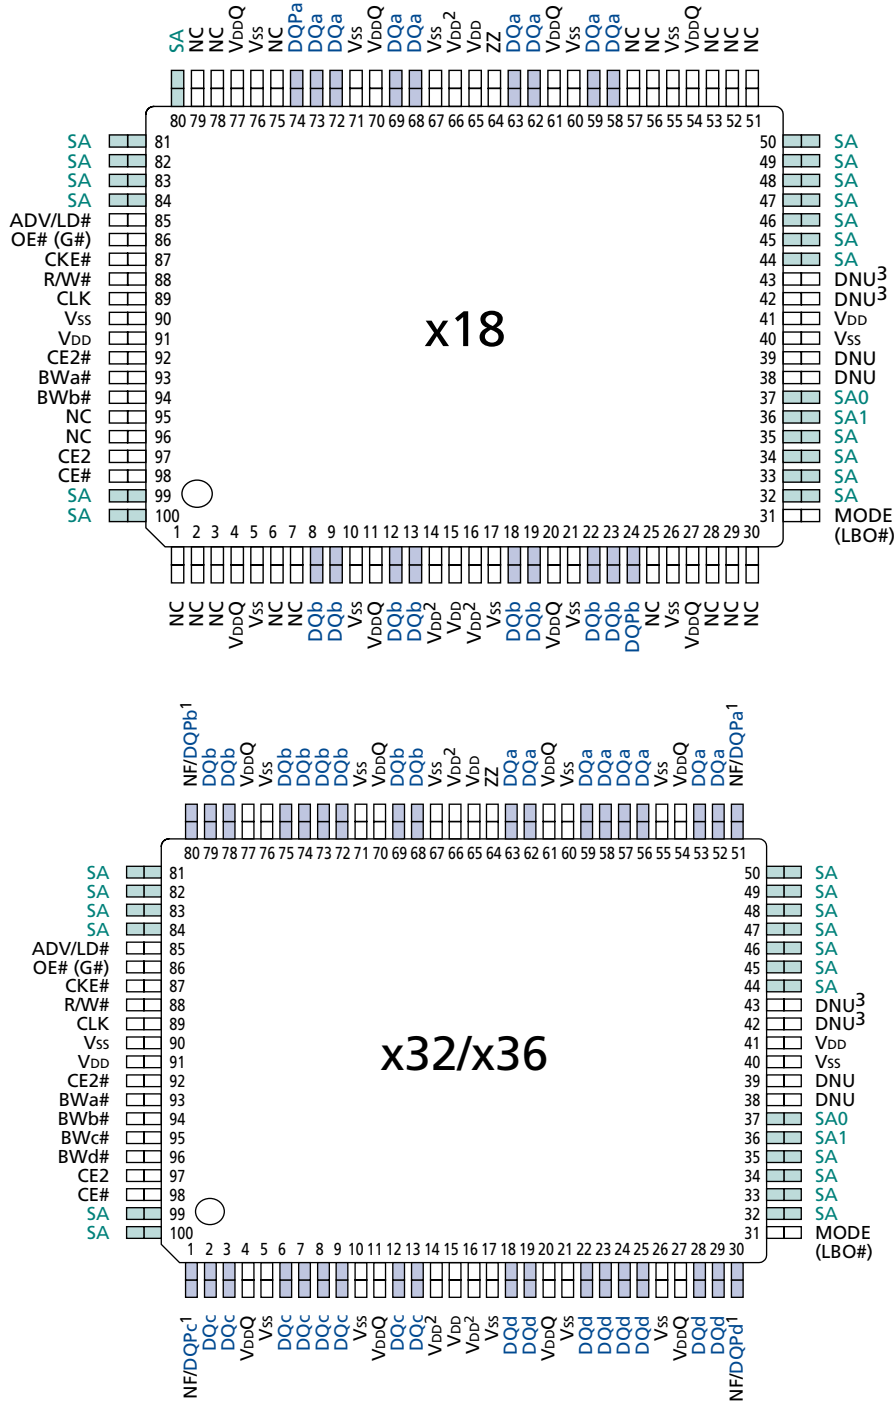 SA NC NC VDDQ Vss NC DQPa DQa DQa Vss VDDQ DQa DQa Vss VDD² VDD ZZ DQa DQa VDDQ Vss DQa DQa NC NC Vss VDDQ NC NC NC
80 79 78 77 76 75 74 73 72 71 70 69 68 67 66 65 64 63 62 61 60 59 58 57 56 55 54 53 52 51
SA 81 50 SA
SA 82 49 SA
SA 83 48 SA
SA 84 47 SA
ADV/LD# 85 46 SA
OE# (G#) 86 45 SA
CKE# 87 44 SA
R/W# 88 43 DNU³
CLK 89 42 DNU³
Vss 90 41 VDD
VDD 91 40 Vss
CE2# 92 39 DNU
BWa# 93 38 DNU
BWb# 94 37 SA0
NC 95 36 SA1
NC 96 35 SA
CE2 97 34 SA
CE# 98 33 SA
SA 99 32 SA
SA 100 31 MODE
(LBO#)
x18
1 2 3 4 5 6 7 8 9 10 11 12 13 14 15 16 17 18 19 20 21 22 23 24 25 26 27 28 29 30
NC NC NC VDDQ Vss NC NC DQb DQb Vss VDDQ DQb DQb VDD² VDD VDD² Vss DQb DQb VDDQ Vss DQb DQb DQPb NC Vss VDDQ NC NC NC
NF/DQPb¹ DQb DQb VDDQ Vss DQb DQb DQb DQb Vss VDDQ DQb DQb Vss VDD² VDD ZZ DQa DQa VDDQ Vss DQa DQa DQa DQa Vss VDDQ DQa DQa NF/DQPa¹
80 79 78 77 76 75 74 73 72 71 70 69 68 67 66 65 64 63 62 61 60 59 58 57 56 55 54 53 52 51
SA 81 50 SA
SA 82 49 SA
SA 83 48 SA
SA 84 47 SA
ADV/LD# 85 46 SA
OE# (G#) 86 45 SA
CKE# 87 44 SA
R/W# 88 43 DNU³
CLK 89 42 DNU³
Vss 90 41 VDD
VDD 91 40 Vss
CE2# 92 39 DNU
BWa# 93 38 DNU
BWb# 94 37 SA0
BWc# 95 36 SA1
BWd# 96 35 SA
CE2 97 34 SA
CE# 98 33 SA
SA 99 32 SA
SA 100 31 MODE
(LBO#)
x32/x36
1 2 3 4 5 6 7 8 9 10 11 12 13 14 15 16 17 18 19 20 21 22 23 24 25 26 27 28 29 30
NF/DQPc¹ DQc DQc VDDQ Vss DQc DQc DQc DQc Vss VDDQ DQc DQc VDD² VDD VDD² Vss DQd DQd VDDQ Vss DQd DQd DQd DQd Vss VDDQ DQd DQd NF/DQPd¹